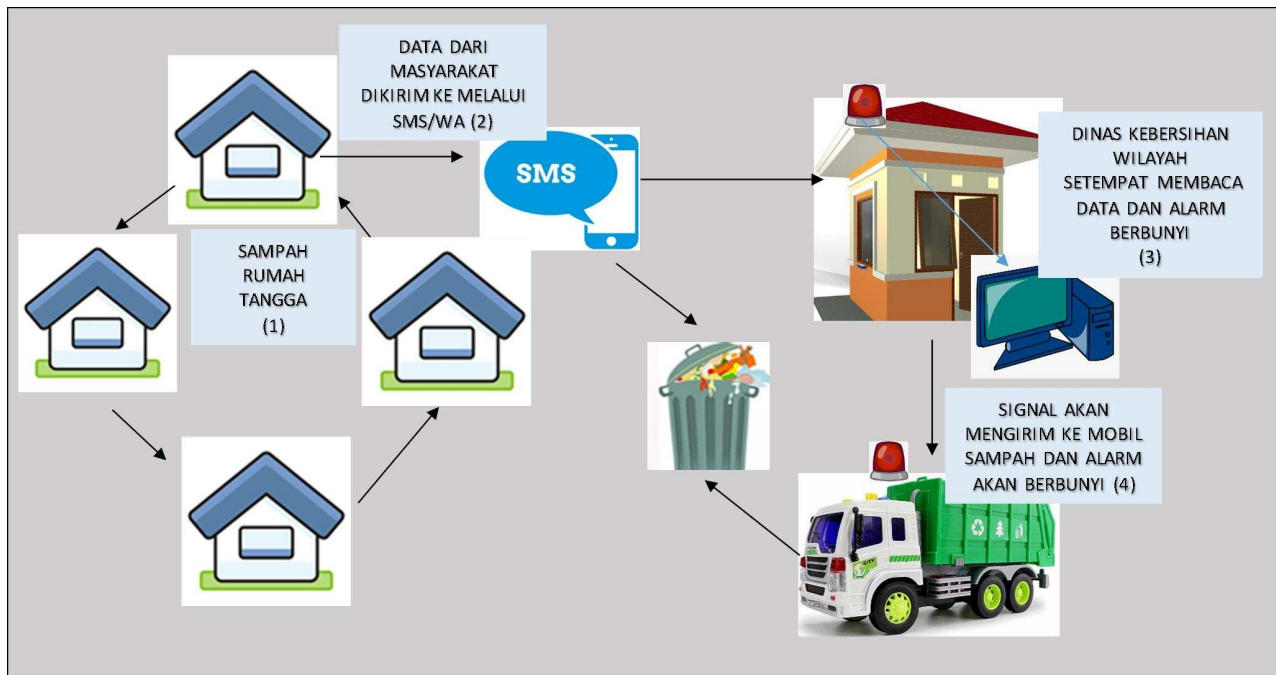 DATA DARI
MASYARAKAT
DIKIRIM KE MELALUI
SMS/WA (2)
SMS
DINAS KEBERSIHAN
WILAYAH
SETEMPAT MEMBACA
DATA DAN ALARM
BERBUNYI
(3)
SAMPAH
RUMAH
TANGGA
(1)
SIGNAL AKAN
MENGIRIM KE MOBIL
SAMPAH DAN ALARM
AKAN BERBUNYI (4)
CITY